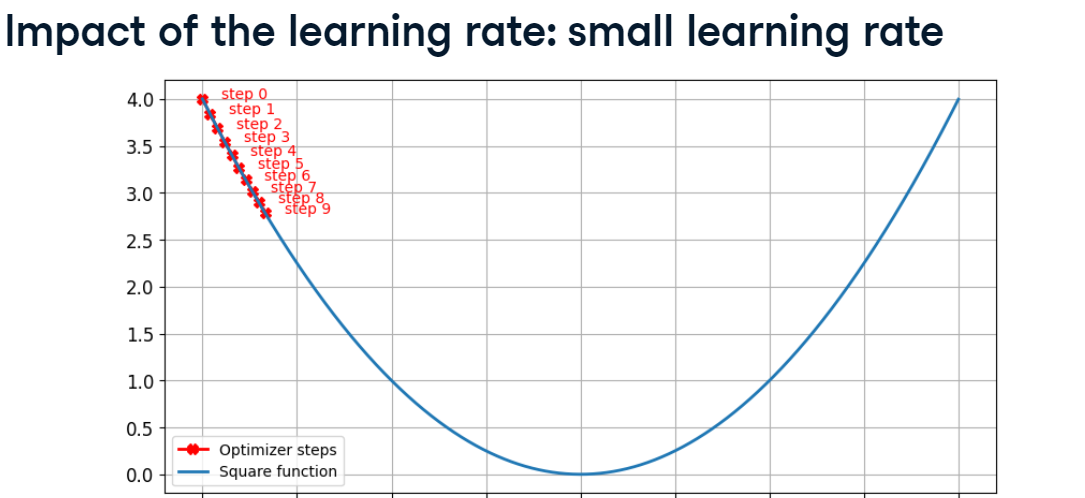 Impact of the learning rate: small learning rate
4.0
3.5
3.0
2.5
2.0
1.5
1.0
0.5
0.0
step 0
step 1
step 2
step 3
step 4
step 5
step 6
step 7
step 8
step 9
Optimizer steps
Square function